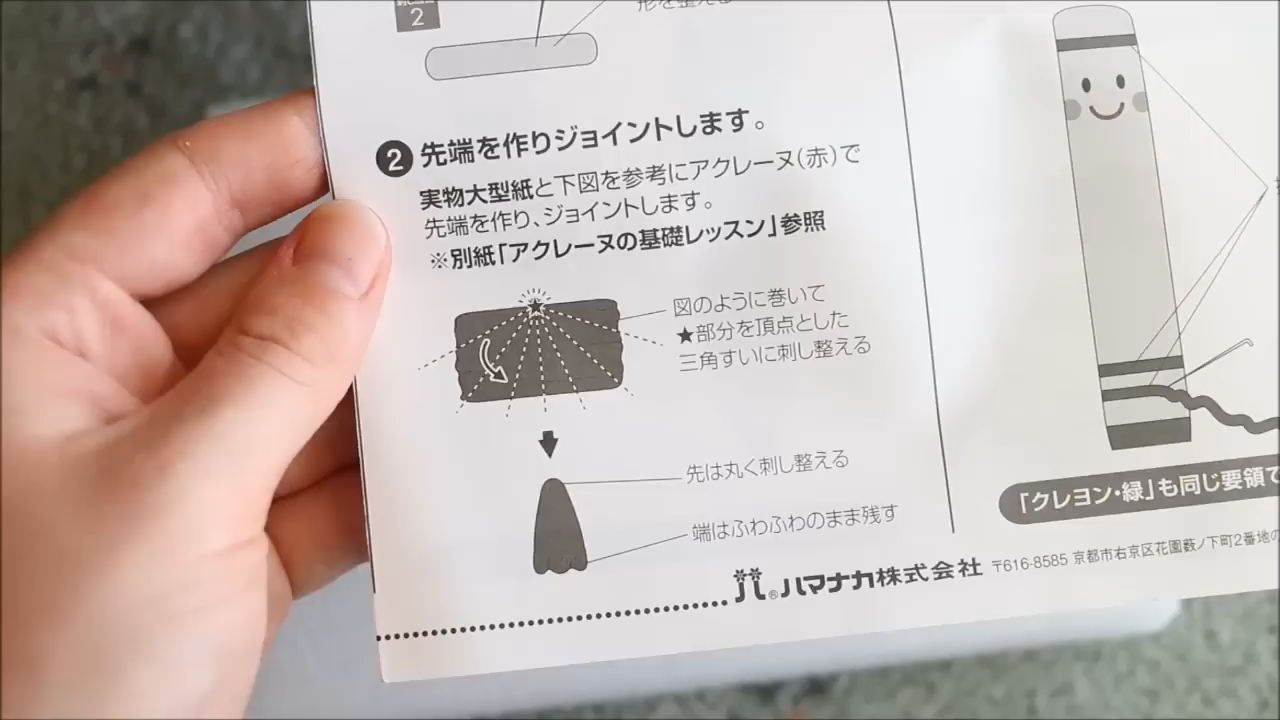 2
形を整える
❷先端を作りジョイントします。
実物大型紙と下図を参考にアクレーヌ(赤)で
先端を作り、ジョイントします。
※別紙「アクレーヌの基礎レッスン」参照
図のように巻いて
★部分を頂点とした
三角すいに刺し整える
先は丸く刺し整える
端はふわふわのまま残す
「クレヨン・緑」も同じ要領で
®ハマナカ株式会社 〒616-8585 京都市右京区花園薮ノ下町2番地の